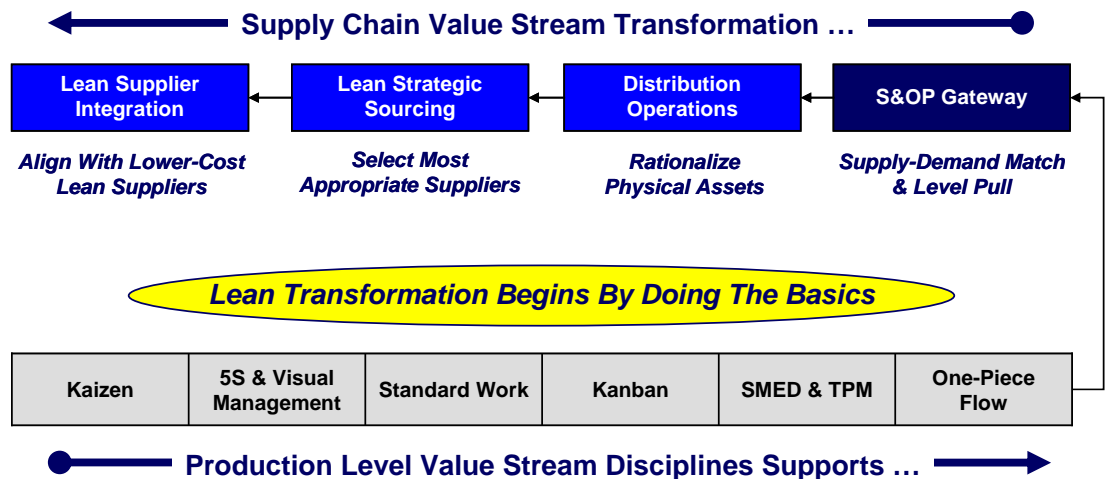 Supply Chain Value Stream Transformation …
Lean Supplier
Integration
Lean Strategic
Sourcing
Distribution
Operations
S&OP Gateway
Align With Lower-Cost
Lean Suppliers
Select Most
Appropriate Suppliers
Rationalize
Physical Assets
Supply-Demand Match
& Level Pull
Lean Transformation Begins By Doing The Basics
Kaizen
5S & Visual
Management
Standard Work
Kanban
SMED & TPM
One-Piece
Flow
Production Level Value Stream Disciplines Supports …